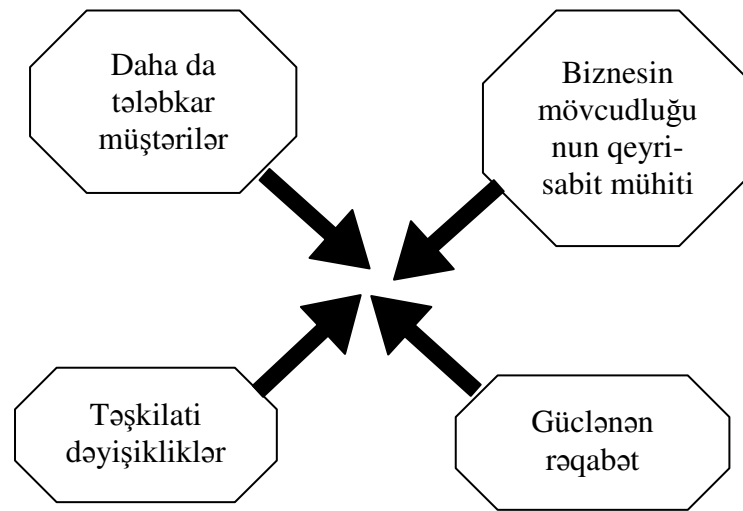 Daha da
tələbkar
müştərilər
Biznesin
mövcudluğu
nun qeyri-
sabit mühiti
Təşkilati
dəyişikliklər
Güclənən
rəqabət